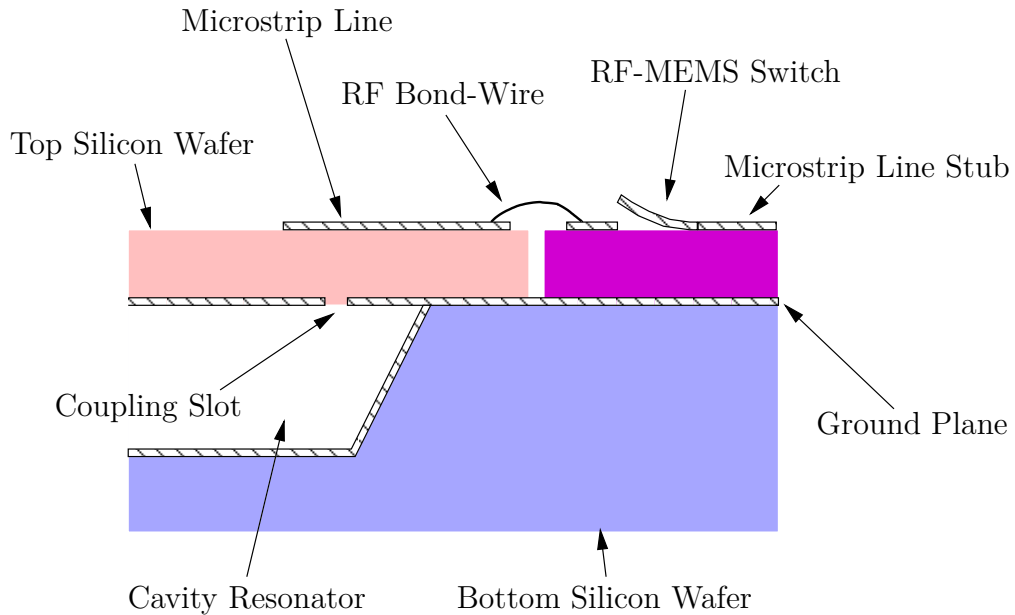 Microstrip Line
RF-MEMS Switch
RF Bond-Wire
Top Silicon Wafer
Microstrip Line Stub
Coupling Slot
Ground Plane
Cavity Resonator
Bottom Silicon Wafer